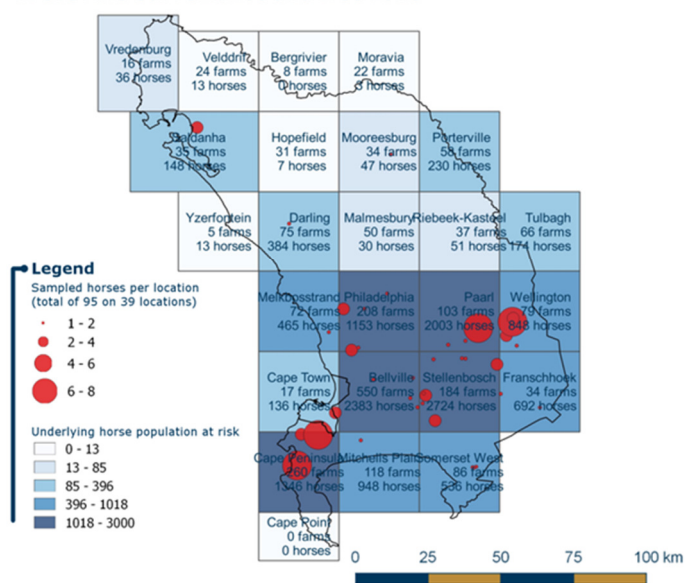 Vredenburg
16 farms
36 horses
Velddrif
24 farms
13 horses
Bergrivier
8 farms
0 horses
Moravia
22 farms
3 horses
Saldanha
35 farms
148 horses
Hopefield
31 farms
7 horses
Mooreesburg
34 farms
47 horses
Porterville
58 farms
230 horses
Yzerfontein
5 farms
13 horses
Darling
75 farms
384 horses
Malmesbury
50 farms
30 horses
Riebeek-Kasteel
37 farms
51 horses
Tulbagh
66 farms
174 horses
Melkbosstrand
72 farms
465 horses
Philadelphia
208 farms
1153 horses
Paarl
103 farms
2003 horses
Wellington
79 farms
848 horses
Cape Town
17 farms
136 horses
Bellville
550 farms
2383 horses
Stellenbosch
184 farms
2724 horses
Franschhoek
34 farms
692 horses
Cape Peninsula
260 farms
1346 horses
Mitchells Plain
118 farms
948 horses
Somerset West
86 farms
536 horses
Cape Point
0 farms
0 horses
Legend
Sampled horses per location
(total of 95 on 39 locations)
1 - 2
2 - 4
4 - 6
6 - 8
Underlying horse population at risk
0 - 13
13 - 85
85 - 396
396 - 1018
1018 - 3000
0 25 50 75 100 km